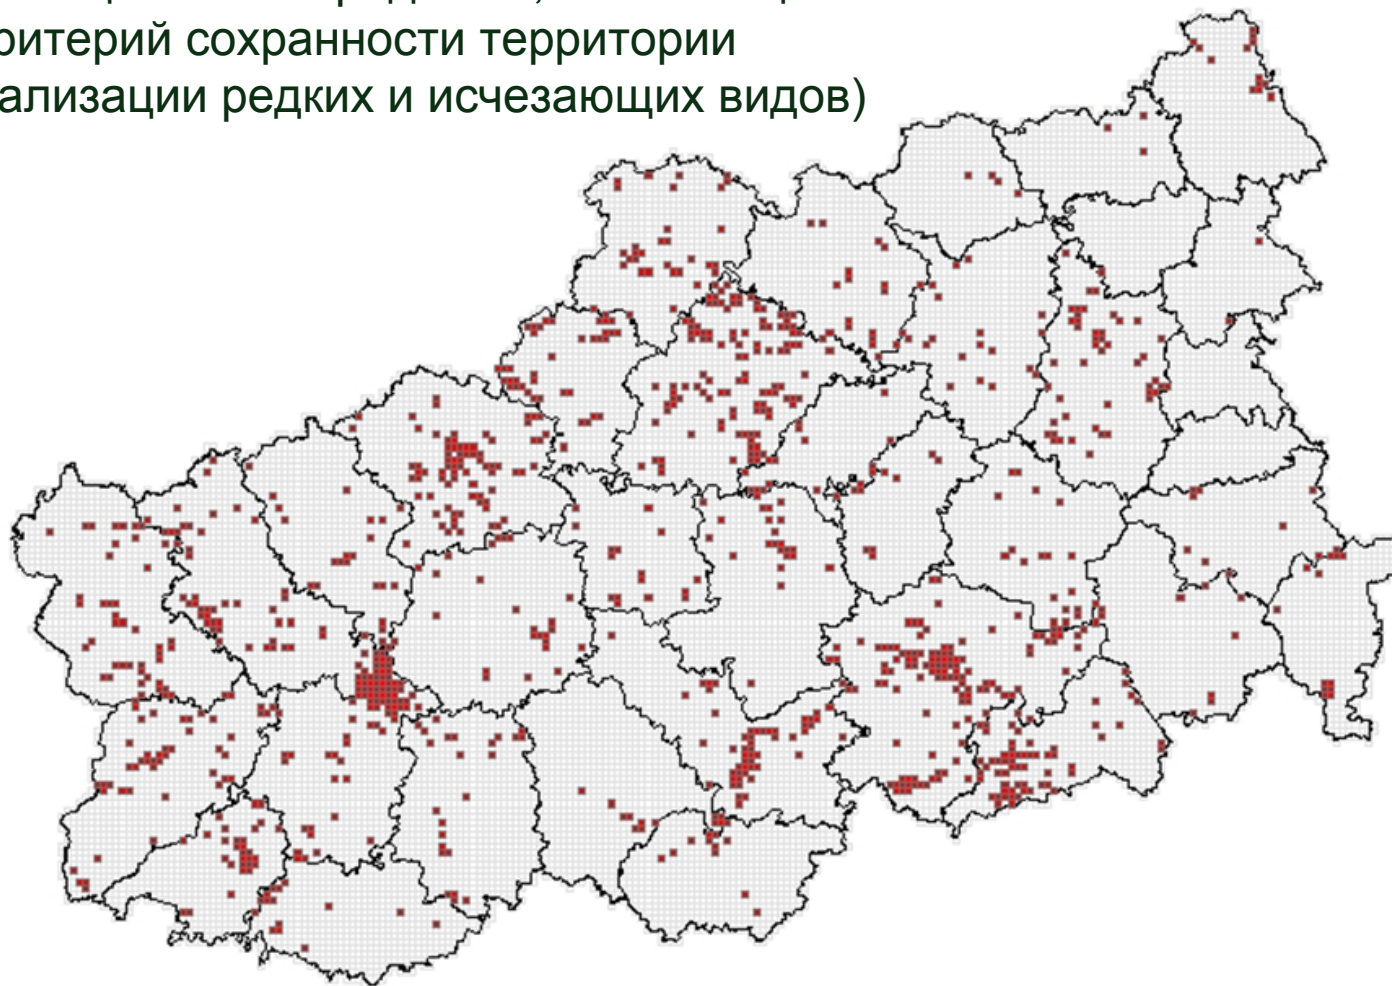 ритерий сохранности территории
ализации редких и исчезающих видов)